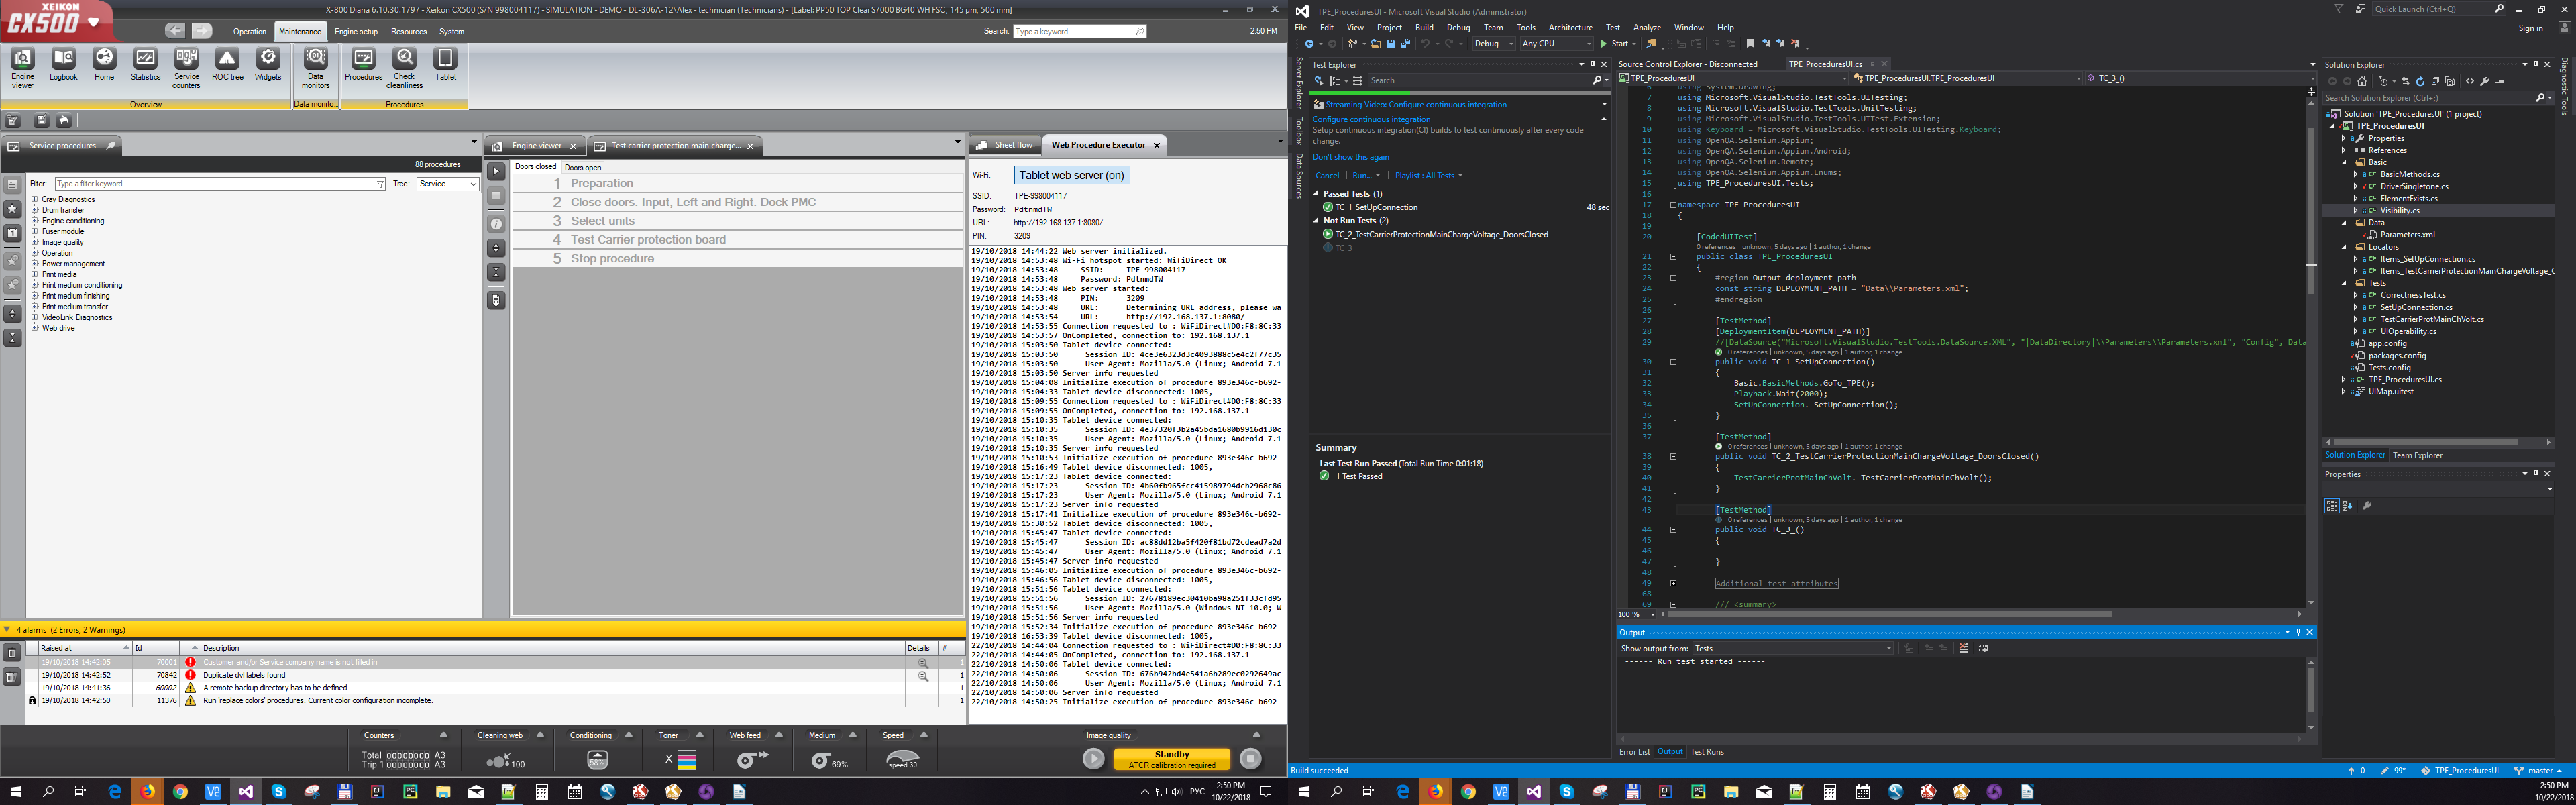 XEIKON
CX500
X-800 Diana 6.10.30.1797 - Xeikon CX500 (S/N 998004117) - SIMULATION - DEMO - DL-306A-12\Alex - technician (Technicians) - [Label: PP50 TOP Clear S7000 BG40 WH FSC, 145 µm, 500 mm]
Operation Maintenance Engine setup Resources System
Search: Type a keyword 2:50 PM
Engine viewer Logbook Home Statistics Service counters ROC tree Widgets Data monitors Procedures Check cleanliness Tablet
Overview Data monito... Procedures
Service procedures
88 procedures
Filter: Type a filter keyword Tree: Service
Cray Diagnostics
Drum transfer
Engine conditioning
Fuser module
Image quality
Operation
Power management
Print media
Print medium conditioning
Print medium finishing
Print medium transfer
VideoLink Diagnostics
Web drive
Engine viewer Test carrier protection main charge...
Doors closed Doors open
1 Preparation
2 Close doors: Input, Left and Right. Dock PMC
3 Select units
4 Test Carrier protection board
5 Stop procedure
Sheet flow Web Procedure Executor
Wi-Fi: Tablet web server (on)
SSID: TPE-998004117
Password: PdtnmdTW
URL: http://192.168.137.1:8080/
PIN: 3209
19/10/2018 14:44:22 Web server initialized.
19/10/2018 14:53:48 Wi-Fi hotspot started: WifiDirect OK
19/10/2018 14:53:48 SSID: TPE-998004117
19/10/2018 14:53:48 Password: PdtnmdTW
19/10/2018 14:53:48 Web server started:
19/10/2018 14:53:48 PIN: 3209
19/10/2018 14:53:48 URL: Determining URL address, please wa
19/10/2018 14:53:54 URL: http://192.168.137.1:8080/
19/10/2018 14:53:55 Connection requested to : WiFiDirect#D0:F8:8C:33
19/10/2018 14:53:57 OnCompleted, connection to: 192.168.137.1
19/10/2018 15:03:50 Tablet device connected:
19/10/2018 15:03:50 Session ID: 4ce3e6323d3c4093888c5e4c2f77c35
19/10/2018 15:03:50 User Agent: Mozilla/5.0 (Linux; Android 7.1
19/10/2018 15:03:50 Server info requested
19/10/2018 15:04:08 Initialize execution of procedure 893e346c-b692-
19/10/2018 15:04:33 Tablet device disconnected: 1005,
19/10/2018 15:09:55 Connection requested to : WiFiDirect#D0:F8:8C:33
19/10/2018 15:09:55 OnCompleted, connection to: 192.168.137.1
19/10/2018 15:10:35 Tablet device connected:
19/10/2018 15:10:35 Session ID: 4e37320f3b2a45bda1680b9916d130c
19/10/2018 15:10:35 User Agent: Mozilla/5.0 (Linux; Android 7.1
19/10/2018 15:10:35 Server info requested
19/10/2018 15:10:53 Initialize execution of procedure 893e346c-b692-
19/10/2018 15:16:49 Tablet device disconnected: 1005,
19/10/2018 15:17:23 Tablet device connected:
19/10/2018 15:17:23 Session ID: 4b60fb965fcc415989794dcb2968c86
19/10/2018 15:17:23 User Agent: Mozilla/5.0 (Linux; Android 7.1
19/10/2018 15:17:23 Server info requested
19/10/2018 15:17:41 Initialize execution of procedure 893e346c-b692-
19/10/2018 15:30:52 Tablet device disconnected: 1005,
19/10/2018 15:45:47 Tablet device connected:
19/10/2018 15:45:47 Session ID: ac88dd12ba5f420f81bd72cdead7a2d
19/10/2018 15:45:47 User Agent: Mozilla/5.0 (Linux; Android 7.1
19/10/2018 15:45:47 Server info requested
19/10/2018 15:46:05 Initialize execution of procedure 893e346c-b692-
19/10/2018 15:46:56 Tablet device disconnected: 1005,
19/10/2018 15:51:56 Tablet device connected:
19/10/2018 15:51:56 Session ID: 27678189ec30410ba98a251f33cfd95
19/10/2018 15:51:56 User Agent: Mozilla/5.0 (Windows NT 10.0; W
19/10/2018 15:51:56 Server info requested
19/10/2018 15:52:34 Initialize execution of procedure 893e346c-b692-
19/10/2018 16:53:39 Tablet device disconnected: 1005,
22/10/2018 14:44:04 Connection requested to : WiFiDirect#D0:F8:8C:33
22/10/2018 14:44:05 OnCompleted, connection to: 192.168.137.1
22/10/2018 14:50:06 Tablet device connected:
22/10/2018 14:50:06 Session ID: 676b942bd4e541a6b289ec0292649ac
22/10/2018 14:50:06 User Agent: Mozilla/5.0 (Linux; Android 7.1
22/10/2018 14:50:06 Server info requested
22/10/2018 14:50:25 Initialize execution of procedure 893e346c-b692-
4 alarms (2 Errors, 2 Warnings)
Raised at Id Description Details #
19/10/2018 14:42:05 70001 Customer and/or Service company name is not filled in 1
19/10/2018 14:42:52 70842 Duplicate dvl labels found 1
19/10/2018 14:41:36 60002 A remote backup directory has to be defined 1
19/10/2018 14:42:50 11376 Run 'replace colors' procedures. Current color configuration incomplete. 1
Counters Cleaning web Conditioning Toner Web feed Medium Speed Image quality
Total 00000000 A3
Trip 1 00000000 A3
100 58% X 69% speed 30
Standby
ATCR calibration required
РУС 2:50 PM
10/22/2018
TPE_ProceduresUI - Microsoft Visual Studio (Administrator)
Quick Launch (Ctrl+Q)
File Edit View Project Build Debug Team Tools Architecture Test Analyze Window Help Sign in
Debug Any CPU Start
Server Explorer Toolbox Data Sources
Test Explorer
Search
Streaming Video: Configure continuous integration
Configure continuous integration
Setup continuous integration(CI) builds to test continuously after every code
change.
Don't show this again
Cancel | Run... | Playlist : All Tests
Passed Tests (1)
TC_1_SetUpConnection 48 sec
Not Run Tests (2)
TC_2_TestCarrierProtectionMainChargeVoltage_DoorsClosed
TC_3_
Summary
Last Test Run Passed (Total Run Time 0:01:18)
1 Test Passed
Source Control Explorer - Disconnected TPE_ProceduresUI.cs
TPE_ProceduresUI TPE_ProceduresUI.TPE_ProceduresUI TC_3_()
6 using System.Drawing;
7 using Microsoft.VisualStudio.TestTools.UITesting;
8 using Microsoft.VisualStudio.TestTools.UnitTesting;
9 using Microsoft.VisualStudio.TestTools.UITest.Extension;
10 using Keyboard = Microsoft.VisualStudio.TestTools.UITesting.Keyboard;
11 using OpenQA.Selenium.Appium;
12 using OpenQA.Selenium.Appium.Android;
13 using OpenQA.Selenium.Remote;
14 using OpenQA.Selenium.Appium.Enums;
15 using TPE_ProceduresUI.Tests;
16
17 namespace TPE_ProceduresUI
18 {
19
20 [CodedUITest]
0 references | unknown, 5 days ago | 1 author, 1 change
21 public class TPE_ProceduresUI
22 {
23 #region Output deployment path
24 const string DEPLOYMENT_PATH = "Data\\Parameters.xml";
25 #endregion
26
27 [TestMethod]
28 [DeploymentItem(DEPLOYMENT_PATH)]
29 //[DataSource("Microsoft.VisualStudio.TestTools.DataSource.XML", "|DataDirectory|\\Parameters\\Parameters.xml", "Config", Data
0 references | unknown, 5 days ago | 1 author, 1 change
30 public void TC_1_SetUpConnection()
31 {
32 Basic.BasicMethods.GoTo_TPE();
33 Playback.Wait(2000);
34 SetUpConnection._SetUpConnection();
35 }
36
37 [TestMethod]
0 references | unknown, 5 days ago | 1 author, 1 change
38 public void TC_2_TestCarrierProtectionMainChargeVoltage_DoorsClosed()
39 {
40 TestCarrierProtMainChVolt._TestCarrierProtMainChVolt();
41 }
42
43 [TestMethod]
0 references | unknown, 5 days ago | 1 author, 1 change
44 public void TC_3_()
45 {
46
47 }
48
49 Additional test attributes
68
69 /// <summary>
100 %
Output
Show output from: Tests
------ Run test started ------
Error List Output Test Runs
Solution Explorer
Search Solution Explorer (Ctrl+;)
Solution 'TPE_ProceduresUI' (1 project)
TPE_ProceduresUI
Properties
References
Basic
BasicMethods.cs
DriverSingletone.cs
ElementExists.cs
Visibility.cs
Data
Parameters.xml
Locators
Items_SetUpConnection.cs
Items_TestCarrierProtectionMainChargeVoltage_C
Tests
CorrectnessTest.cs
SetUpConnection.cs
TestCarrierProtMainChVolt.cs
UIOperability.cs
app.config
packages.config
Tests.config
TPE_ProceduresUI.cs
UIMap.uitest
Solution Explorer Team Explorer
Properties
Diagnostic Tools
Build succeeded 0 99* TPE_ProceduresUI master
2:50 PM
10/22/2018